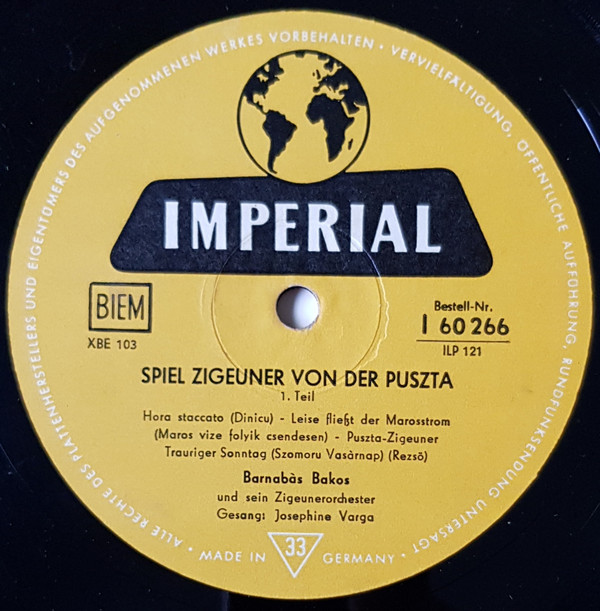 ALLE RECHTE DES PLATTENHERSTELLERS UND EIGENTÜMERS DES AUFGENOMMENEN WERKES VORBEHALTEN · VERVIELFÄLTIGUNG, ÖFFENTLICHE AUFFÜHRUNG, RUNDFUNKSENDUNG UNTERSAGT ·
IMPERIAL
BIEM
XBE 103
Bestell-Nr.
I 60 266
ILP 121
SPIEL ZIGEUNER VON DER PUSZTA
1. Teil
Hora staccato (Dinicu) - Leise fließt der Marosstrom
(Maros vize folyik csendesen) - Puszta-Zigeuner
Trauriger Sonntag (Szomoru Vasàrnap) (Rezsö)
Barnabàs Bakos
und sein Zigeunerorchester
Gesang: Josephine Varga
MADE IN 33 GERMANY